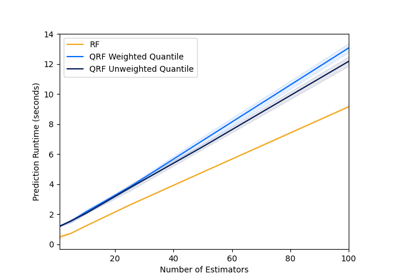 14
12
10
8
6
4
2
0
Prediction Runtime (seconds)
RF
QRF Weighted Quantile
QRF Unweighted Quantile
20
40
60
80
100
Number of Estimators